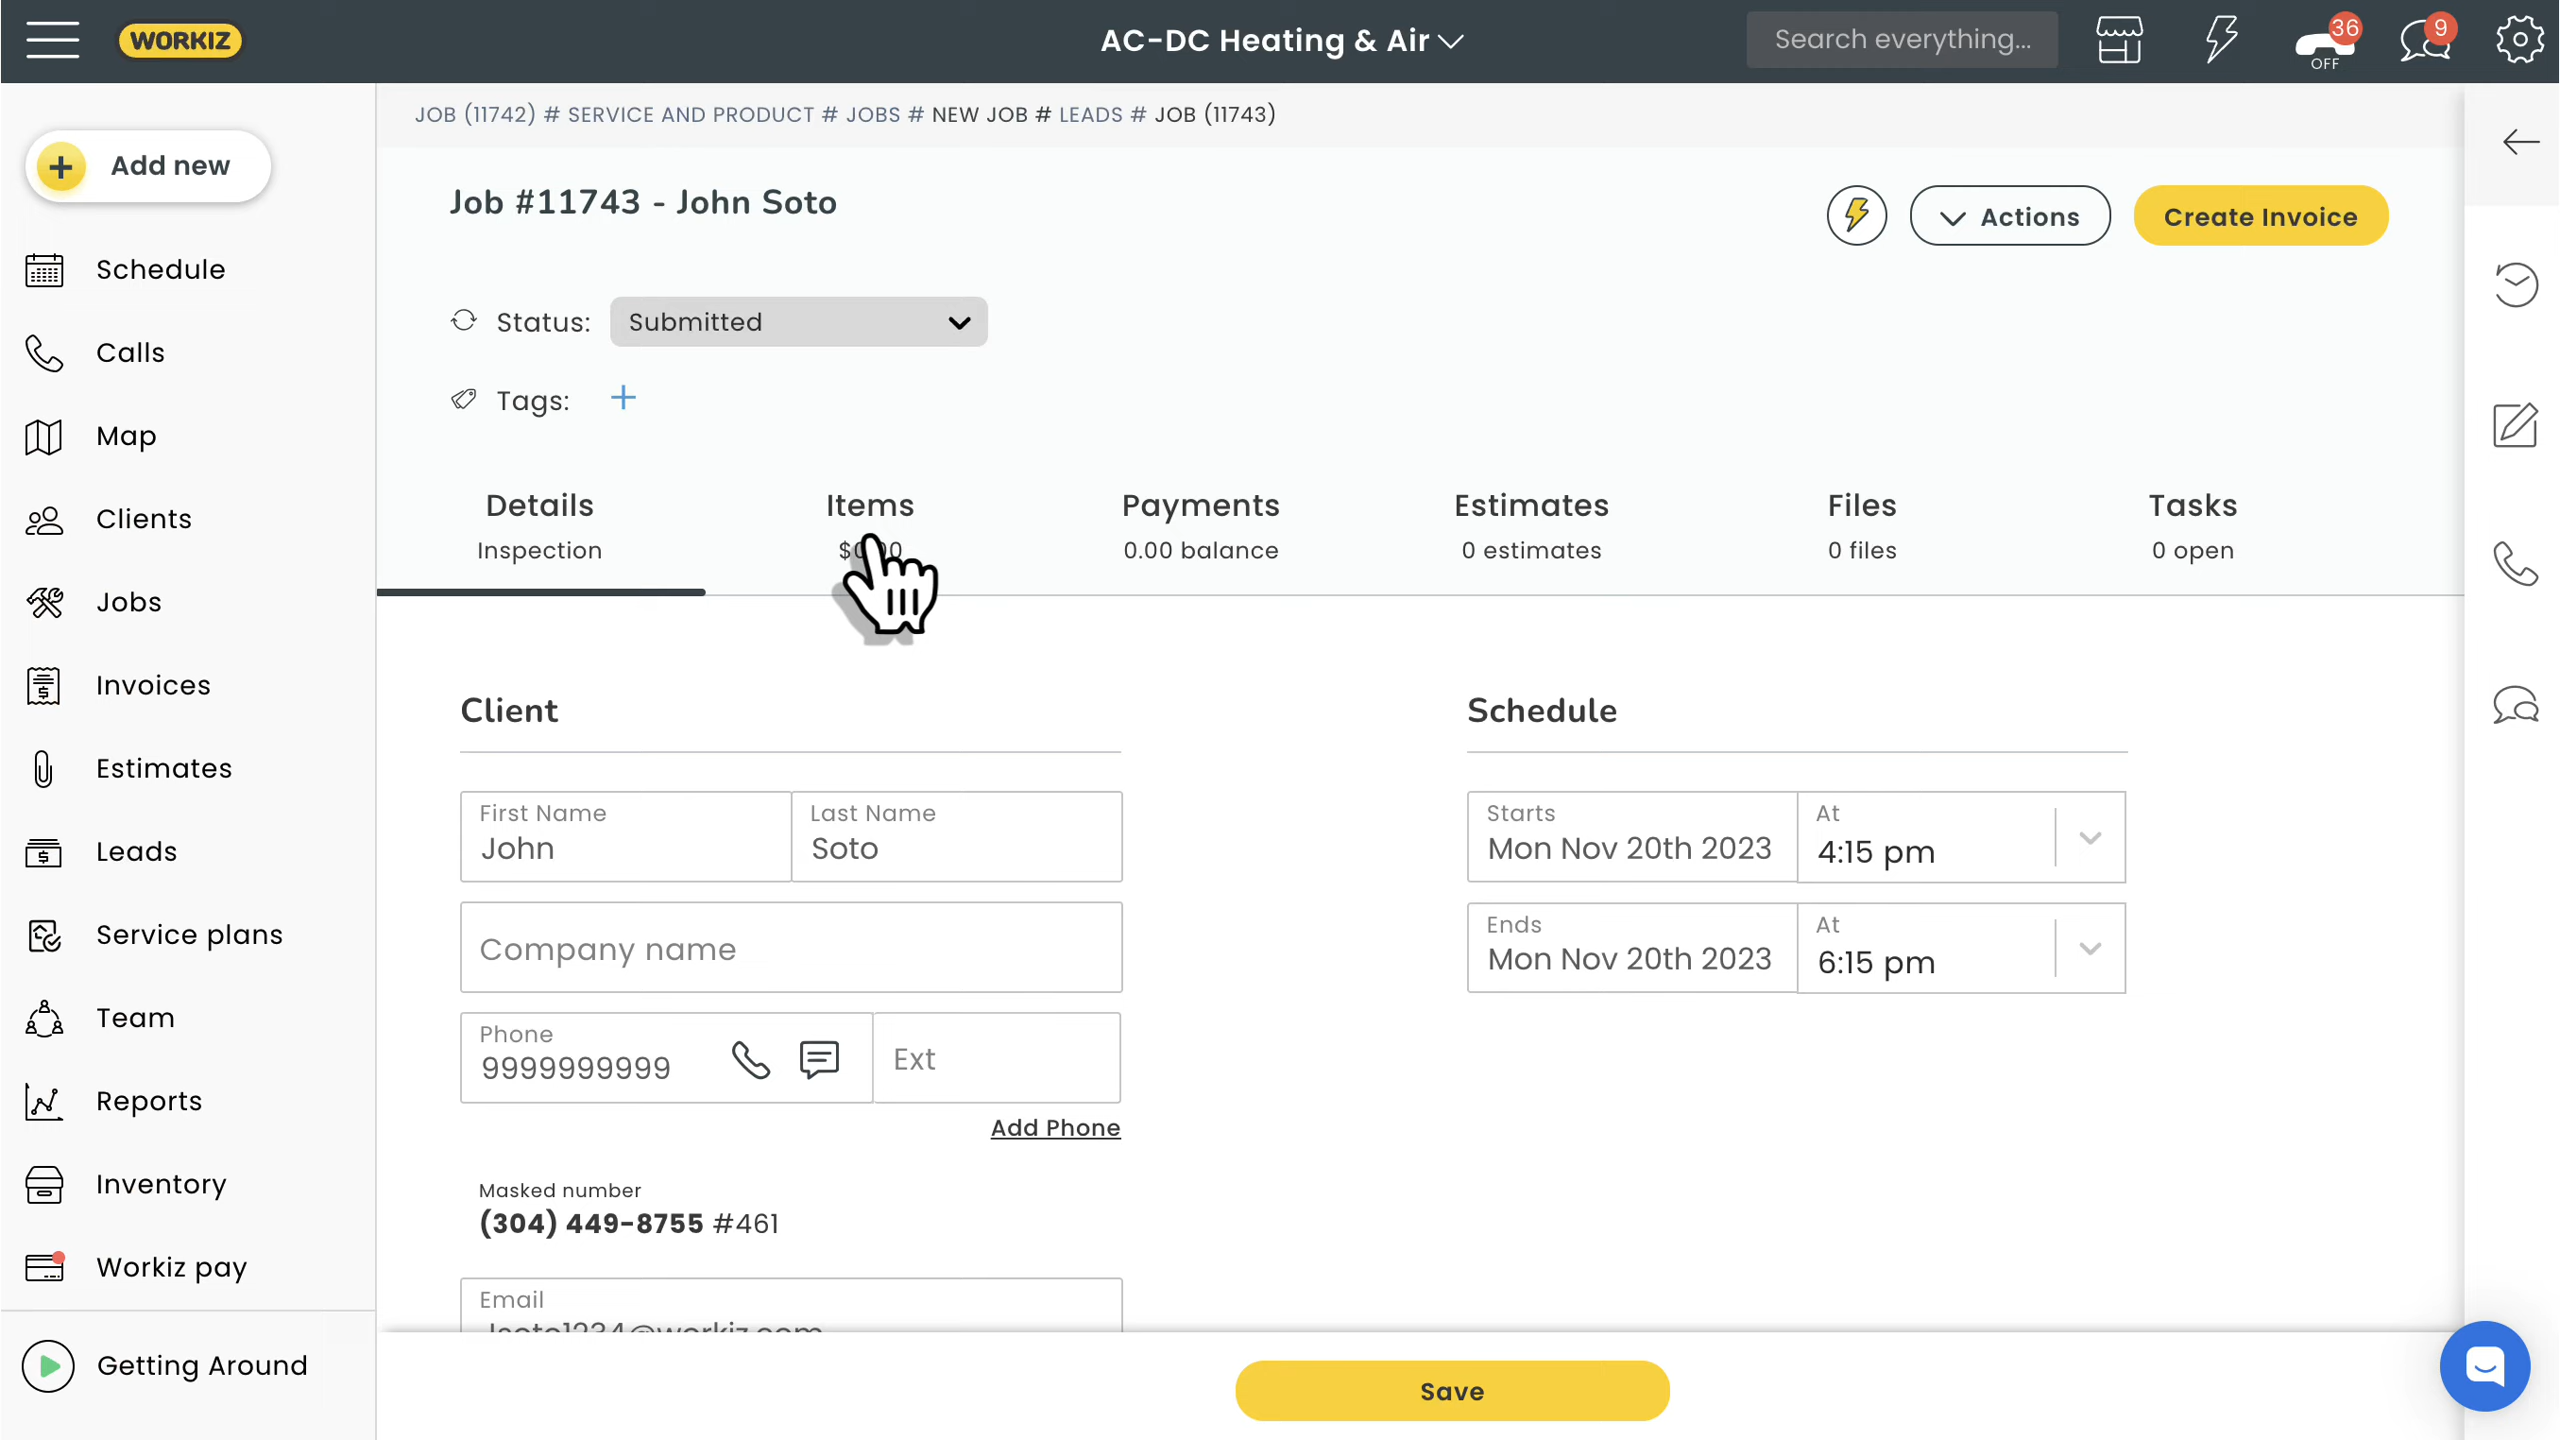 WORKIZ
AC-DC Heating & Air
Search everything...
36
OFF
9
JOB (11742) # SERVICE AND PRODUCT # JOBS # NEW JOB # LEADS # JOB (11743)
Add new
Schedule
Calls
Map
Clients
Jobs
Invoices
Estimates
Leads
Service plans
Team
Reports
Inventory
Workiz pay
Getting Around
Job #11743 - John Soto
Actions
Create Invoice
Status: Submitted
Tags:
Details
Inspection
Items
Payments
0.00 balance
Estimates
0 estimates
Files
0 files
Tasks
0 open
Client
First Name
John
Last Name
Soto
Company name
Phone
9999999999
Ext
Add Phone
Masked number
(304) 449-8755 #461
Email
Schedule
Starts
Mon Nov 20th 2023
At
4:15 pm
Ends
Mon Nov 20th 2023
At
6:15 pm
Save